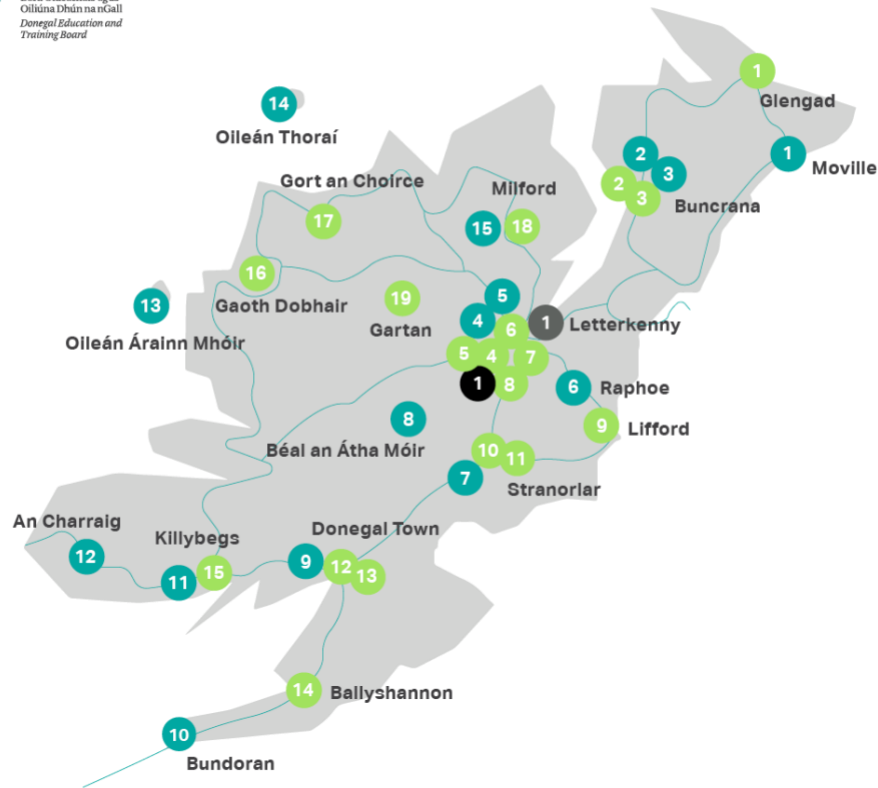 Oiliúna Dhún na nGall
Donegal Education and
Training Board
1
Glengad
14
Oileán Thoraí
2
3
1
Moville
2
3
Buncrana
Gort an Choirce
17
Milford
15
18
16
Gaoth Dobhair
19
Gartan
13
Oileán Árainn Mhóir
5
4
6
1
Letterkenny
5
4
7
1
8
6
Raphoe
8
Béal an Átha Móir
9
Lifford
10
11
7
Stranorlar
An Charraig
12
Killybegs
11
15
Donegal Town
9
12
13
14
Ballyshannon
10
Bundoran